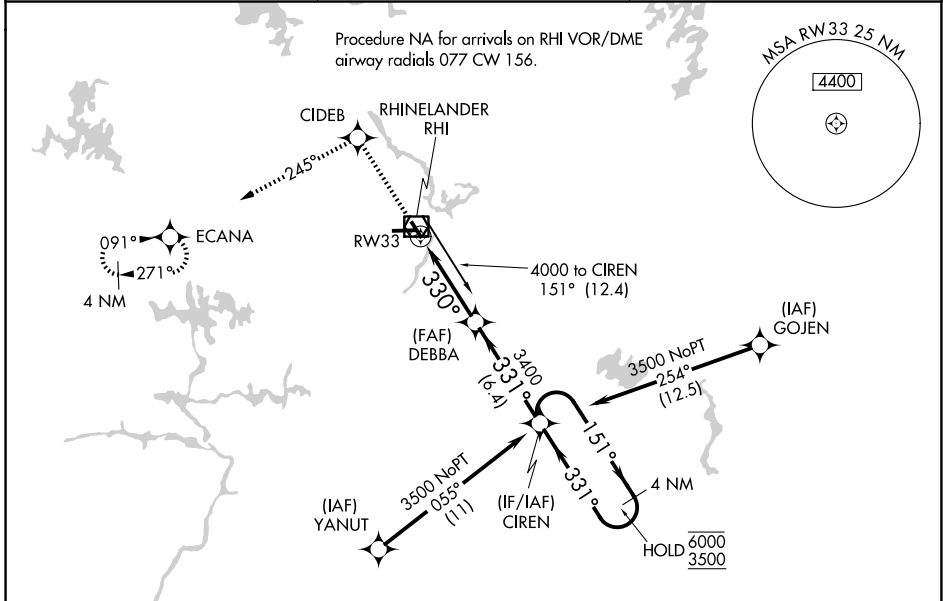 Procedure NA for arrivals on RHI VOR/DME
airway radials 077 CW 156.
MSA RW33 25 NM
4400
CIDEB
RHINELANDER
RHI
245°
091°
ECANA
271°
4 NM
RW33
4000 to CIREN
151° (12.4)
330°
(FAF)
DEBBA
(IAF)
GOJEN
3400
331°
(6.4)
3500 NoPT
254°
(12.5)
151°
331°
4 NM
3500 NoPT
055°
(11)
(IF/IAF)
CIREN
(IAF)
YANUT
HOLD 6000
3500